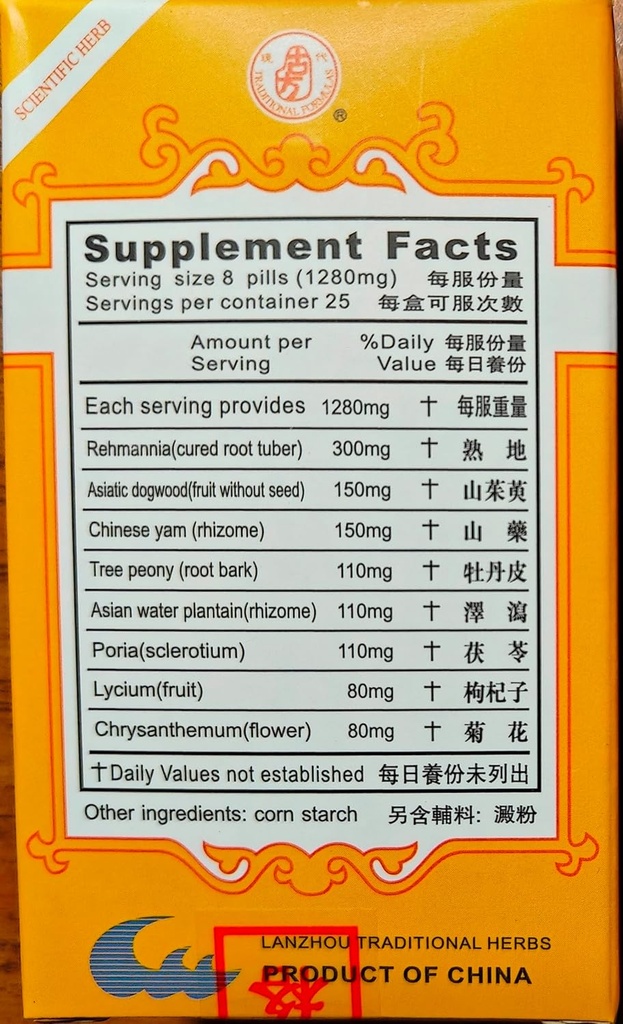 SCIENTIFIC HERB
現代
TRADITIONAL FORMULAS
®
Supplement Facts
Serving size 8 pills (1280mg) 每服份量
Servings per container 25 每盒可服次數
Amount per Serving %Daily Value 每服份量 每日養份
Each serving provides 1280mg † 每服重量
Rehmannia(cured root tuber) 300mg † 熟 地
Asiatic dogwood(fruit without seed) 150mg † 山茱萸
Chinese yam (rhizome) 150mg † 山 藥
Tree peony (root bark) 110mg † 牡丹皮
Asian water plantain(rhizome) 110mg † 澤 瀉
Poria(sclerotium) 110mg † 茯 苓
Lycium(fruit) 80mg † 枸杞子
Chrysanthemum(flower) 80mg † 菊 花
†Daily Values not established 每日養份未列出
Other ingredients: corn starch 另含輔料: 澱粉
LANZHOU TRADITIONAL HERBS
PRODUCT OF CHINA